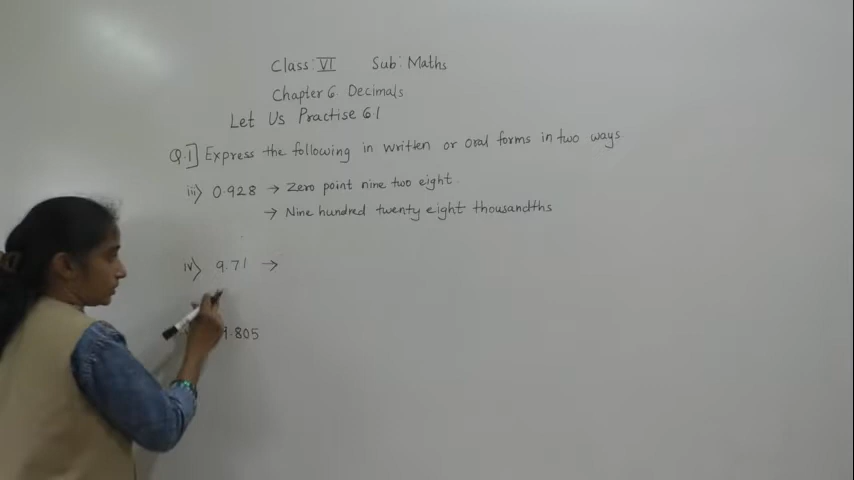 Class: VI Sub: Maths
Chapter 6. Decimals
Let Us Practise 6.1
Q.1] Express the following in written or oral forms in two ways
iii) 0.928 → Zero point nine two eight.
→ Nine hundred twenty eight thousandths
iv) 9.71 →
.805